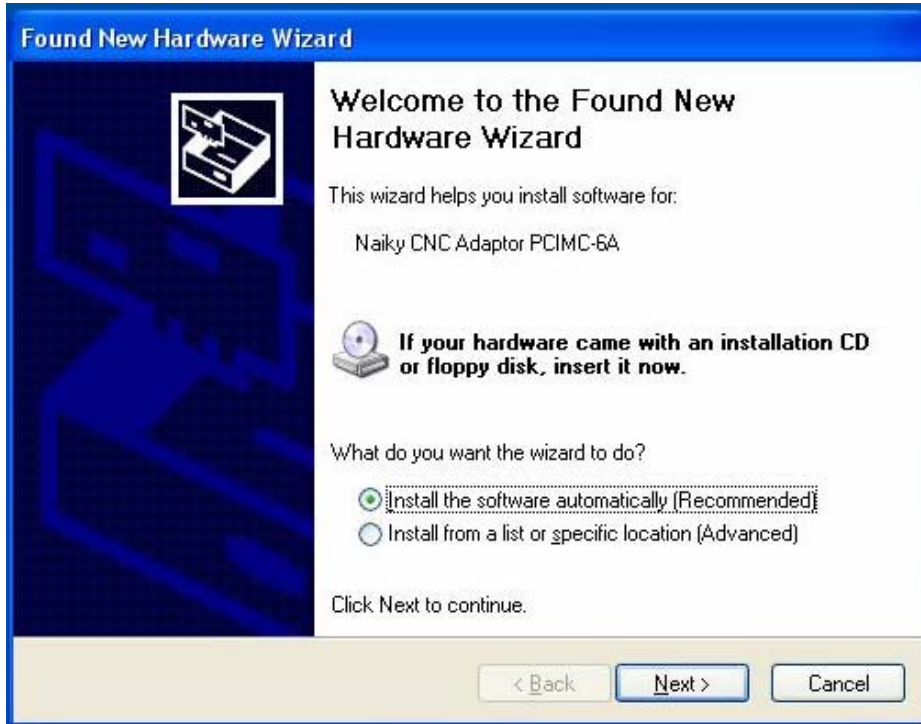 Found New Hardware Wizard
Welcome to the Found New
Hardware Wizard
This wizard helps you install software for:
Naiky CNC Adaptor PCIMC-6A
If your hardware came with an installation CD
or floppy disk, insert it now.
What do you want the wizard to do?
Install the software automatically (Recommended)
Install from a list or specific location (Advanced)
Click Next to continue.
< Back Next > Cancel